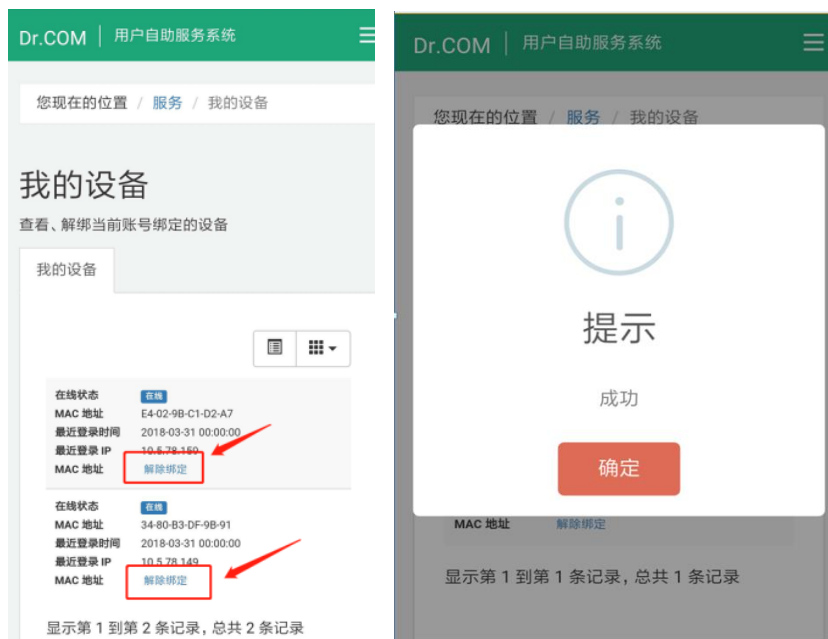 Dr.COM | 用户自助服务系统
您现在的位置 / 服务 / 我的设备
我的设备
查看、解绑当前账号绑定的设备
我的设备
在线状态 在线
MAC 地址 E4-02-9B-C1-D2-A7
最近登录时间 2018-03-31 00:00:00
最近登录 IP 10.5.78.159
MAC 地址 解除绑定
在线状态 在线
MAC 地址 34-80-B3-DF-9B-91
最近登录时间 2018-03-31 00:00:00
最近登录 IP 10.5.78.149
MAC 地址 解除绑定
显示第 1 到第 2 条记录，总共 2 条记录
Dr.COM | 用户自助服务系统
您现在的位置 / 服务 / 我的设备
提示
成功
确定
MAC 地址 解除绑定
显示第 1 到第 1 条记录，总共 1 条记录